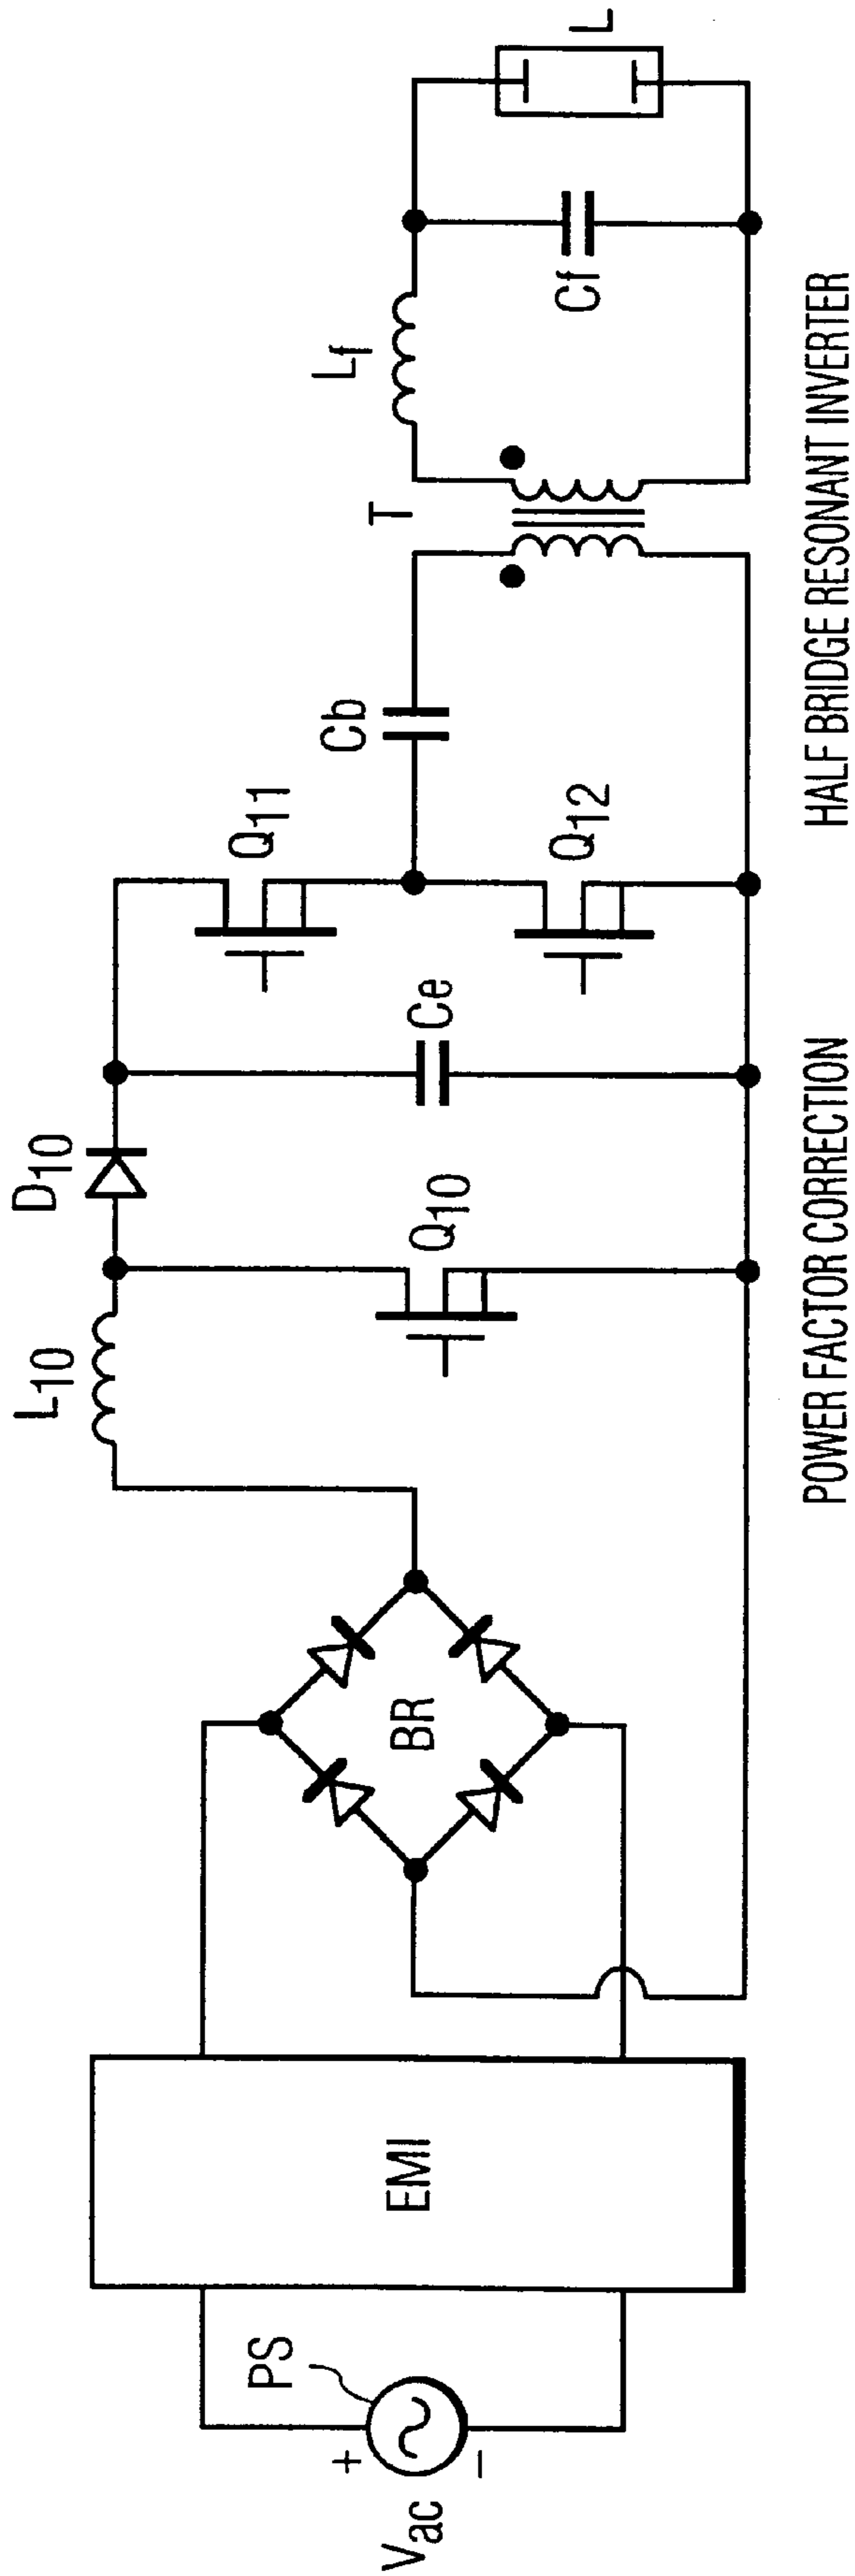 Vac
+
−
PS
EMI
BR
L10
D10
Q10
Ce
Q11
Q12
Cb
T
Lf
Cf
L
POWER FACTOR CORRECTION
HALF BRIDGE RESONANT INVERTER